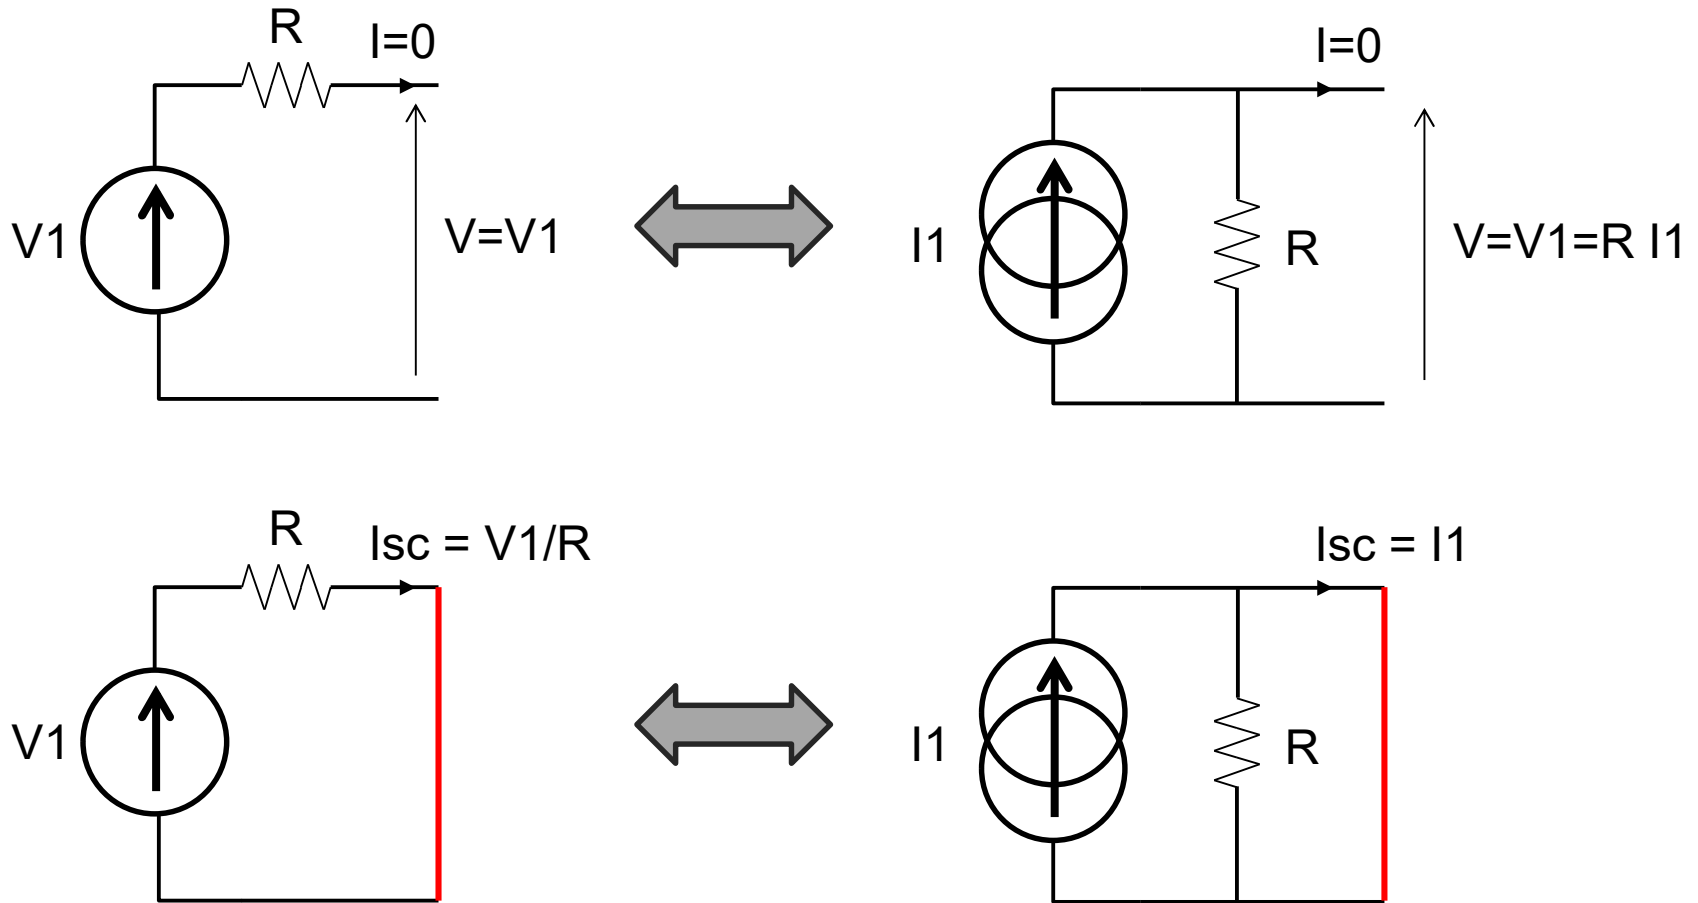 R
I=0
I=0
V1
V=V1
I1
R
V=V1=R I1
R
Isc = V1/R
Isc = I1
V1
I1
R